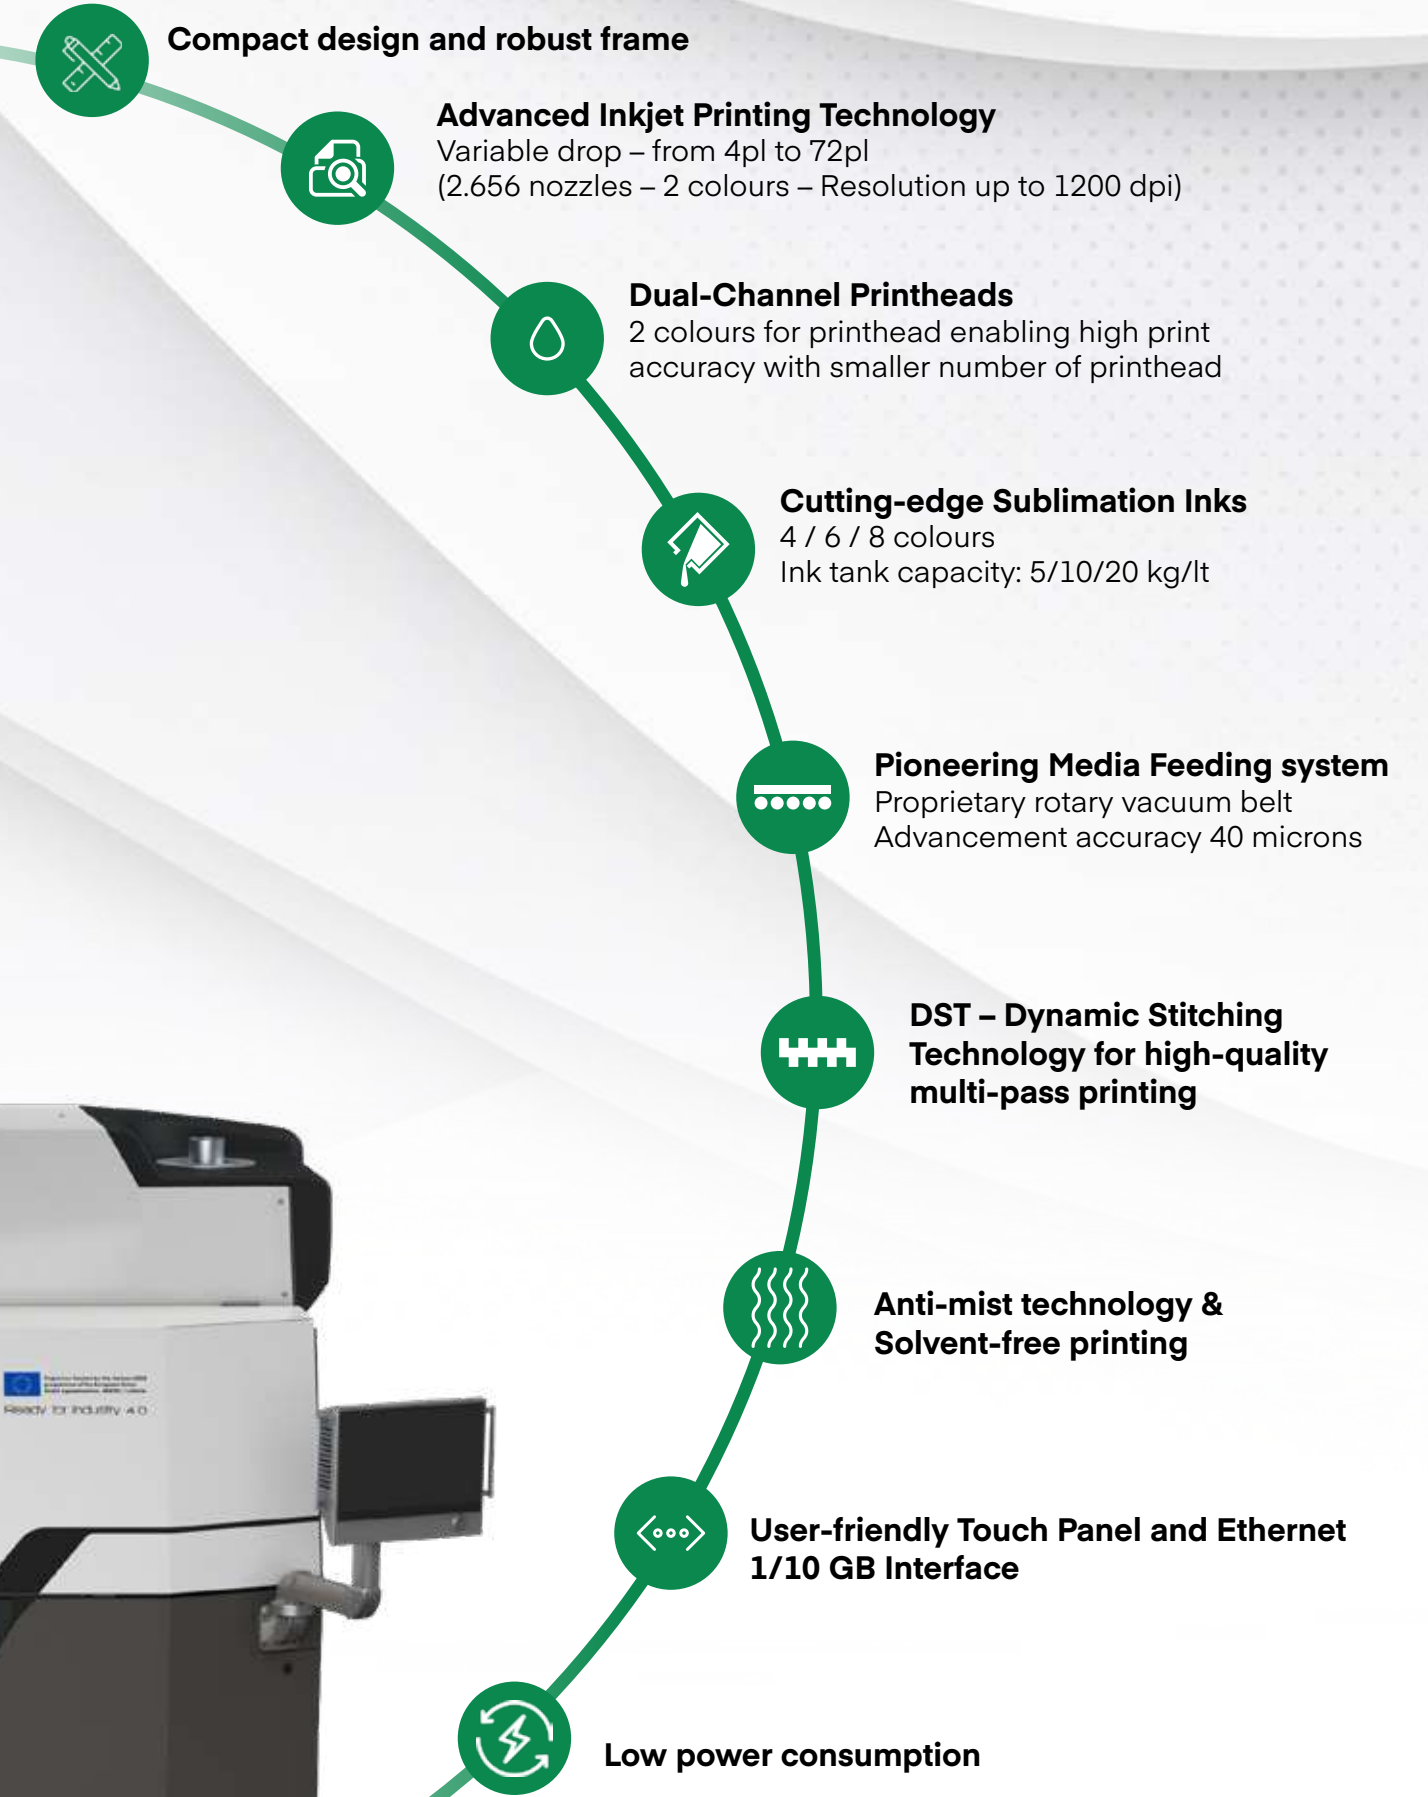 Compact design and robust frame
Advanced Inkjet Printing Technology
Variable drop – from 4pl to 72pl
(2.656 nozzles – 2 colours – Resolution up to 1200 dpi)
Dual-Channel Printheads
2 colours for printhead enabling high print
accuracy with smaller number of printhead
Cutting-edge Sublimation Inks
4 / 6 / 8 colours
Ink tank capacity: 5/10/20 kg/lt
Pioneering Media Feeding system
Proprietary rotary vacuum belt
Advancement accuracy 40 microns
DST – Dynamic Stitching
Technology for high-quality
multi-pass printing
Anti-mist technology &
Solvent-free printing
Ready for Industry 4.0
User-friendly Touch Panel and Ethernet
1/10 GB Interface
Low power consumption